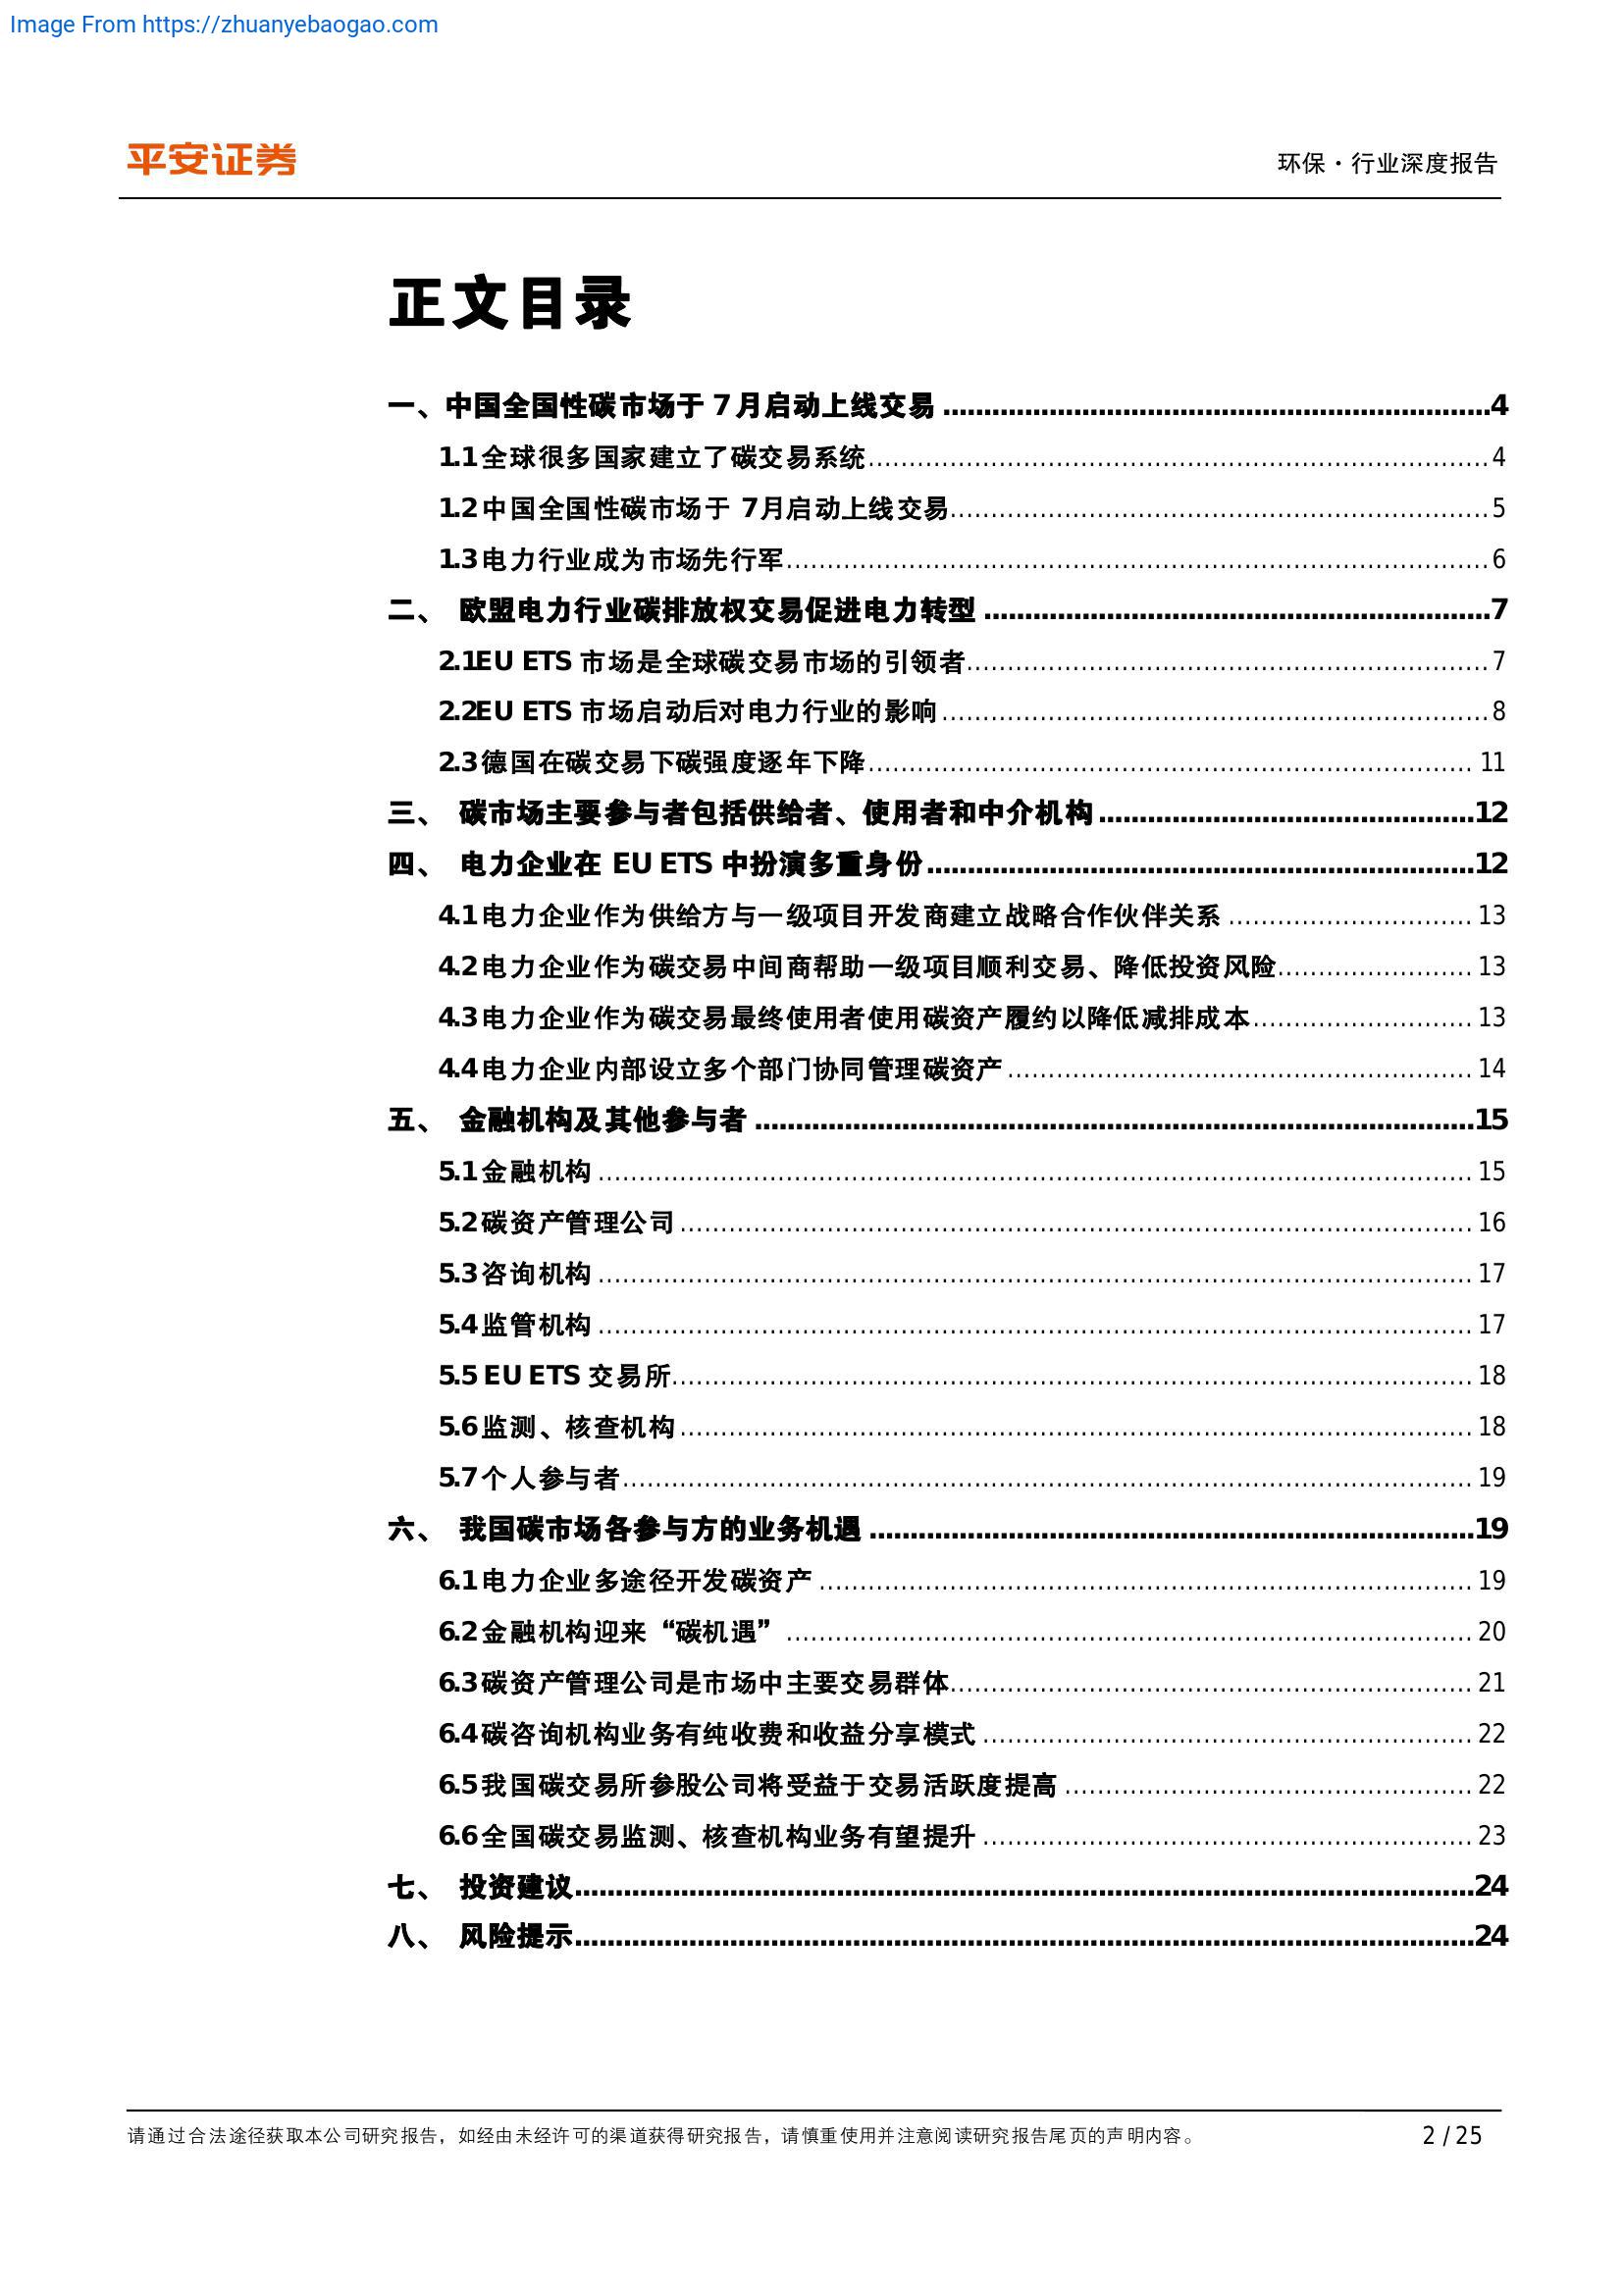 Image From https://zhuanyebaogao.com
平安证券
环保·行业深度报告
正文目录
一、中国全国性碳市场于 7月启动上线交易 ........................................ 4
1.1 全球很多国家建立了碳交易系统 ........................................ 4
1.2 中国全国性碳市场于 7月启动上线交易 ........................................ 5
1.3 电力行业成为市场先行军 ........................................ 6
二、 欧盟电力行业碳排放权交易促进电力转型 ........................................ 7
2.1EU ETS 市场是全球碳交易市场的引领者 ........................................ 7
2.2EU ETS 市场启动后对电力行业的影响 ........................................ 8
2.3 德国在碳交易下碳强度逐年下降 ........................................ 11
三、 碳市场主要参与者包括供给者、使用者和中介机构 ........................................ 12
四、 电力企业在 EU ETS 中扮演多重身份 ........................................ 12
4.1 电力企业作为供给方与一级项目开发商建立战略合作伙伴关系 ........................................ 13
4.2 电力企业作为碳交易中间商帮助一级项目顺利交易、降低投资风险 ........................................ 13
4.3 电力企业作为碳交易最终使用者使用碳资产履约以降低减排成本 ........................................ 13
4.4 电力企业内部设立多个部门协同管理碳资产 ........................................ 14
五、 金融机构及其他参与者 ........................................ 15
5.1 金融机构 ........................................ 15
5.2 碳资产管理公司 ........................................ 16
5.3 咨询机构 ........................................ 17
5.4 监管机构 ........................................ 17
5.5 EU ETS 交易所 ........................................ 18
5.6 监测、核查机构 ........................................ 18
5.7 个人参与者 ........................................ 19
六、 我国碳市场各参与方的业务机遇 ........................................ 19
6.1 电力企业多途径开发碳资产 ........................................ 19
6.2 金融机构迎来“碳机遇” ........................................ 20
6.3 碳资产管理公司是市场中主要交易群体 ........................................ 21
6.4 碳咨询机构业务有纯收费和收益分享模式 ........................................ 22
6.5 我国碳交易所参股公司将受益于交易活跃度提高 ........................................ 22
6.6 全国碳交易监测、核查机构业务有望提升 ........................................ 23
七、 投资建议 ........................................ 24
八、 风险提示 ........................................ 24
请通过合法途径获取本公司研究报告，如经由未经许可的渠道获得研究报告，请慎重使用并注意阅读研究报告尾页的声明内容。
2 / 25